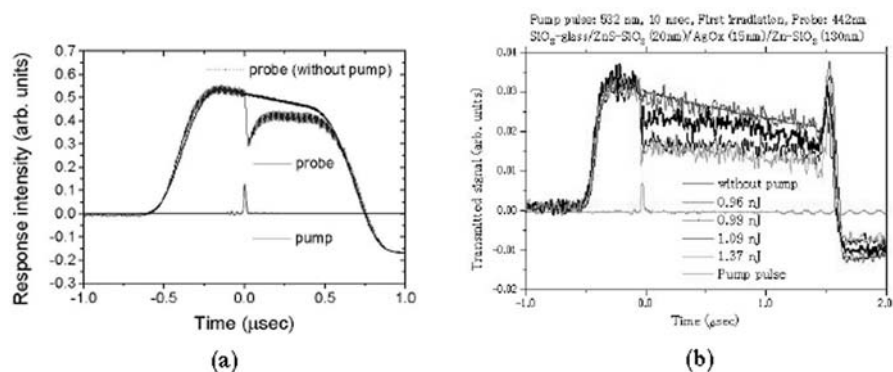 Pump pulse: 532 nm, 10 nsec, First irradiation, Probe: 442nm
SiO2-glass/ZnS-SiO2 (20nm)/AgOx (15nm)/Zn-SiO2 (130nm)
Response intensity (arb. units)
0.7
0.6
0.5
0.4
0.3
0.2
0.1
0.0
-0.1
-0.2
-0.3
probe (without pump)
probe
pump
-1.0
-0.5
0.0
0.5
1.0
Time (μsec)
(a)
Transmitted signal (arb. units)
0.04
0.03
0.02
0.01
0.00
-0.01
-0.02
without pump
0.96 nJ
0.99 nJ
1.09 nJ
1.37 nJ
Pump pulse
-1.0
0.0
1.0
2.0
Time (μsec)
(b)